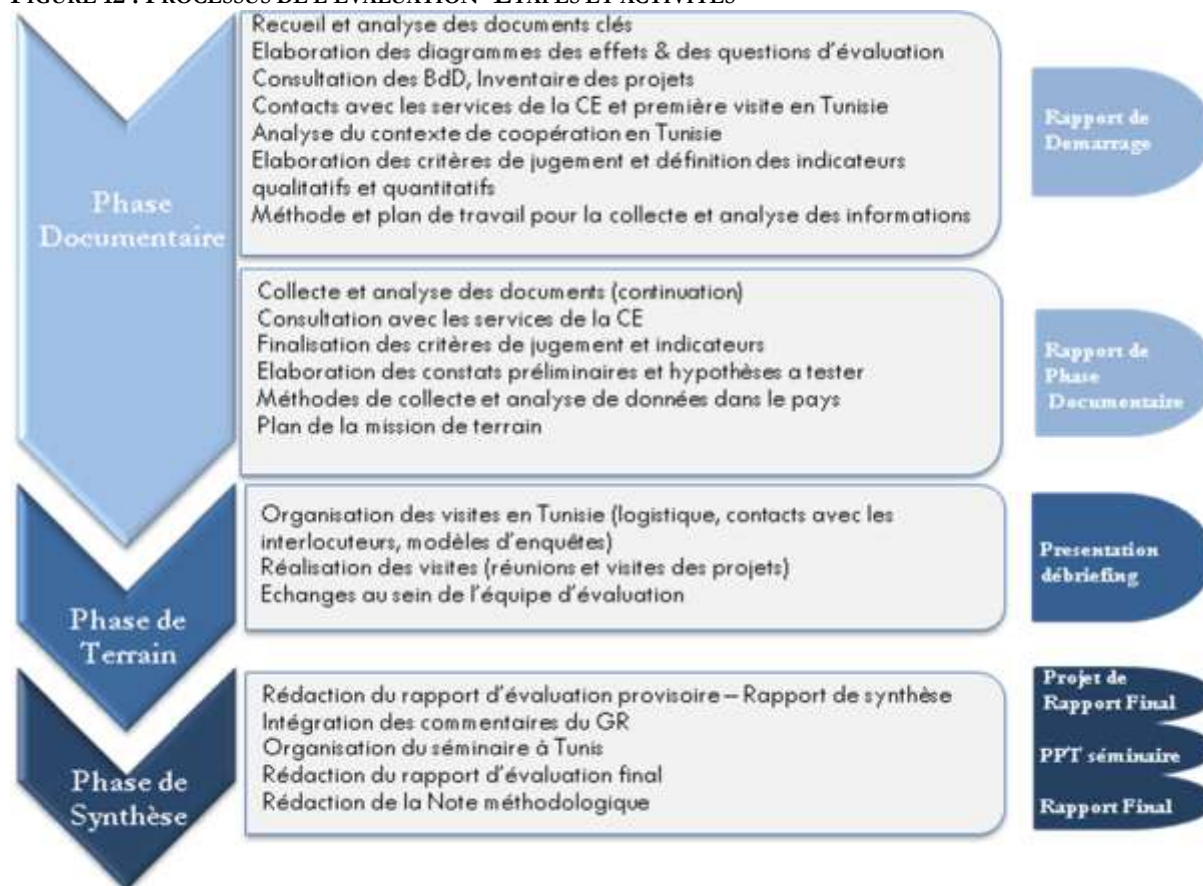 FIGURE 12 : PROCESSUS DE L'EVALUATION- ETAPES ET ACTIVITES
Phase
Documentaire
Recueil et analyse des documents clés
Elaboration des diagrammes des effets & des questions d'évaluation
Consultation des BdD, Inventaire des projets
Contacts avec les services de la CE et première visite en Tunisie
Analyse du contexte de coopération en Tunisie
Elaboration des critères de jugement et définition des indicateurs
qualitatifs et quantitatifs
Méthode et plan de travail pour la collecte et analyse des informations
Rapport de
Demarrage
Collecte et analyse des documents (continuation)
Consultation avec les services de la CE
Finalisation des critères de jugement et indicateurs
Elaboration des constats préliminaires et hypothèses a tester
Méthodes de collecte et analyse de données dans le pays
Plan de la mission de terrain
Rapport de
Phase
Documentaire
Phase de
Terrain
Organisation des visites en Tunisie (logistique, contacts avec les
interlocuteurs, modèles d'enquêtes)
Réalisation des visites (réunions et visites des projets)
Echanges au sein de l'équipe d'évaluation
Presentation
débriefing
Phase de
Synthèse
Rédaction du rapport d'évaluation provisoire – Rapport de synthèse
Intégration des commentaires du GR
Organisation du séminaire à Tunis
Rédaction du rapport d'évaluation final
Rédaction de la Note méthodologique
Projet de
Rapport Final
PPT séminaire
Rapport Final